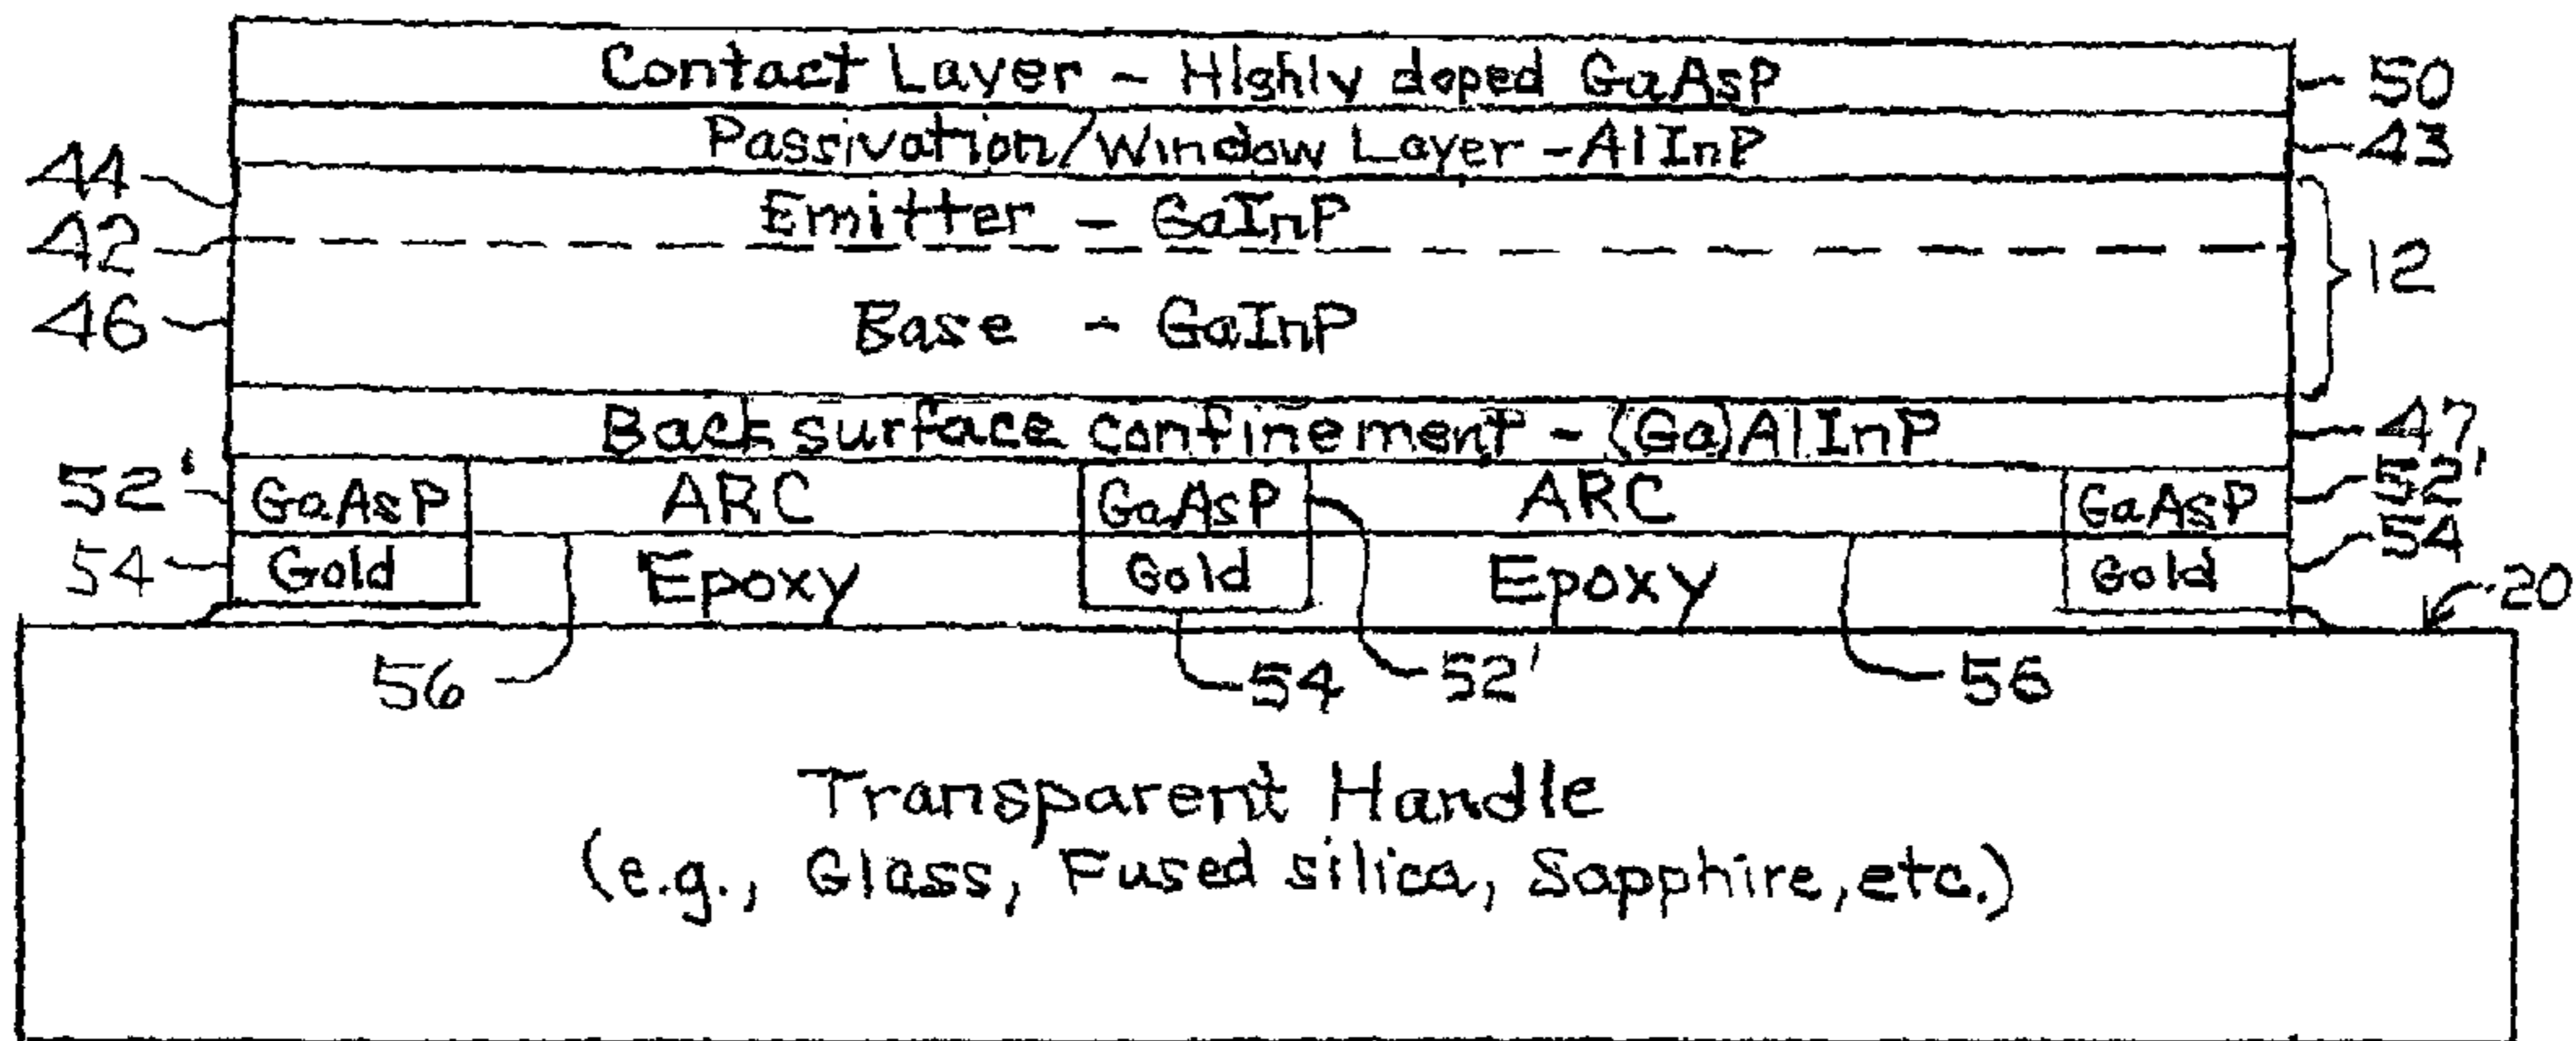 Contact Layer - Highly doped GaAsP
50
Passivation/Window Layer - AlInP
43
44
Emitter - GaInP
42
12
46
Base - GaInP
Back surface confinement - (Ga)AlInP
47
52' GaAsP ARC GaAsP ARC GaAsP 52'
54 Gold Epoxy Gold Epoxy Gold 54
20
56 54 52' 56
Transparent Handle
(e.g., Glass, Fused silica, Sapphire, etc.)